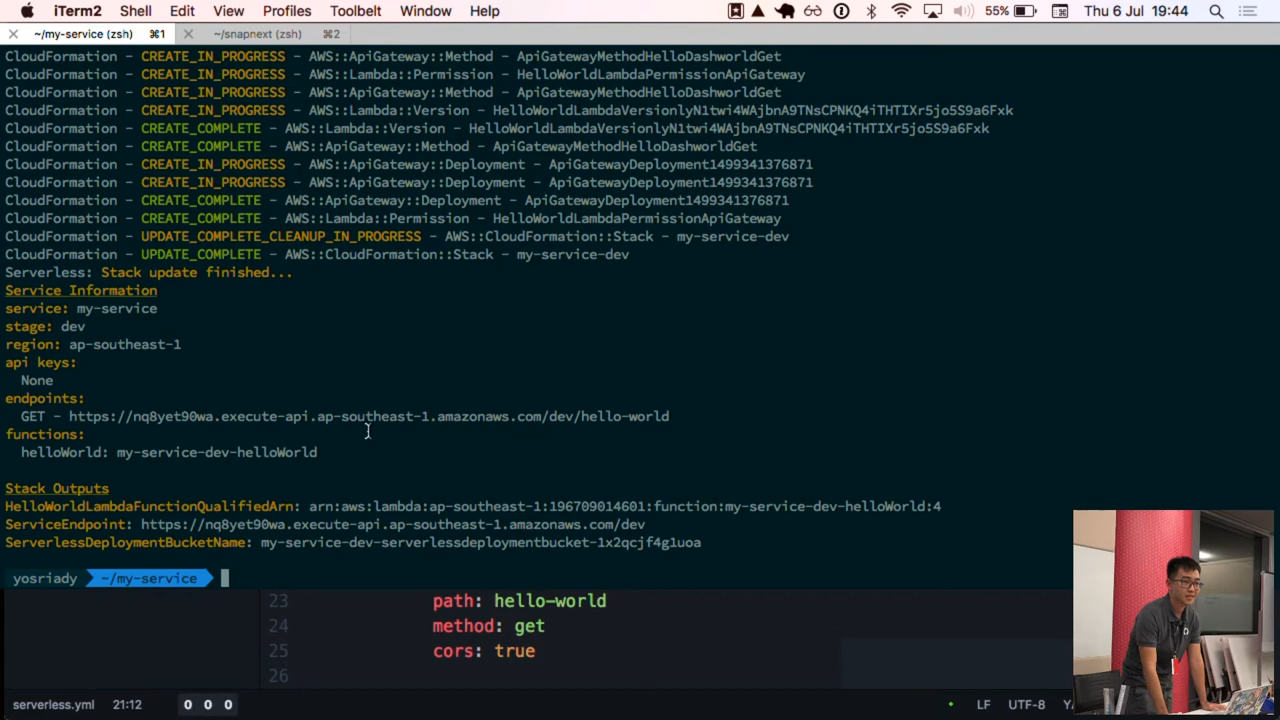 iTerm2 Shell Edit View Profiles Toolbelt Window Help 55% Thu 6 Jul 19:44
~/my-service (zsh) ⌘1 ~/snapnext (zsh) ⌘2
CloudFormation - CREATE_IN_PROGRESS - AWS::ApiGateway::Method - ApiGatewayMethodHelloDashworldGet
CloudFormation - CREATE_IN_PROGRESS - AWS::Lambda::Permission - HelloWorldLambdaPermissionApiGateway
CloudFormation - CREATE_IN_PROGRESS - AWS::ApiGateway::Method - ApiGatewayMethodHelloDashworldGet
CloudFormation - CREATE_IN_PROGRESS - AWS::Lambda::Version - HelloWorldLambdaVersionlyN1twi4WAjbnA9TNsCPNKQ4iTHTIXr5jo5S9a6Fxk
CloudFormation - CREATE_COMPLETE - AWS::Lambda::Version - HelloWorldLambdaVersionlyN1twi4WAjbnA9TNsCPNKQ4iTHTIXr5jo5S9a6Fxk
CloudFormation - CREATE_COMPLETE - AWS::ApiGateway::Method - ApiGatewayMethodHelloDashworldGet
CloudFormation - CREATE_IN_PROGRESS - AWS::ApiGateway::Deployment - ApiGatewayDeployment1499341376871
CloudFormation - CREATE_IN_PROGRESS - AWS::ApiGateway::Deployment - ApiGatewayDeployment1499341376871
CloudFormation - CREATE_COMPLETE - AWS::ApiGateway::Deployment - ApiGatewayDeployment1499341376871
CloudFormation - CREATE_COMPLETE - AWS::Lambda::Permission - HelloWorldLambdaPermissionApiGateway
CloudFormation - UPDATE_COMPLETE_CLEANUP_IN_PROGRESS - AWS::CloudFormation::Stack - my-service-dev
CloudFormation - UPDATE_COMPLETE - AWS::CloudFormation::Stack - my-service-dev
Serverless: Stack update finished...
Service Information
service: my-service
stage: dev
region: ap-southeast-1
api keys:
None
endpoints:
GET - https://nq8yet90wa.execute-api.ap-southeast-1.amazonaws.com/dev/hello-world
functions:
helloWorld: my-service-dev-helloWorld
Stack Outputs
HelloWorldLambdaFunctionQualifiedArn: arn:aws:lambda:ap-southeast-1:196709014601:function:my-service-dev-helloWorld:4
ServiceEndpoint: https://nq8yet90wa.execute-api.ap-southeast-1.amazonaws.com/dev
ServerlessDeploymentBucketName: my-service-dev-serverlessdeploymentbucket-1x2qcjf4g1uoa
yosriady ~/my-service
23 path: hello-world
24 method: get
25 cors: true
26
serverless.yml 21:12 0 0 0 LF UTF-8